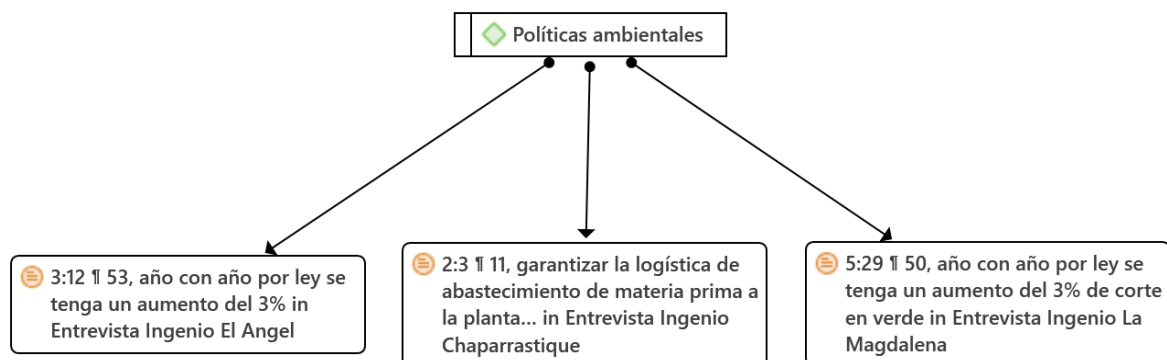 Políticas ambientales
3:12 ¶ 53, año con año por ley se
tenga un aumento del 3% in
Entrevista Ingenio El Angel
2:3 ¶ 11, garantizar la logística de
abastecimiento de materia prima a
la planta… in Entrevista Ingenio
Chaparrastique
5:29 ¶ 50, año con año por ley se
tenga un aumento del 3% de corte
en verde in Entrevista Ingenio La
Magdalena